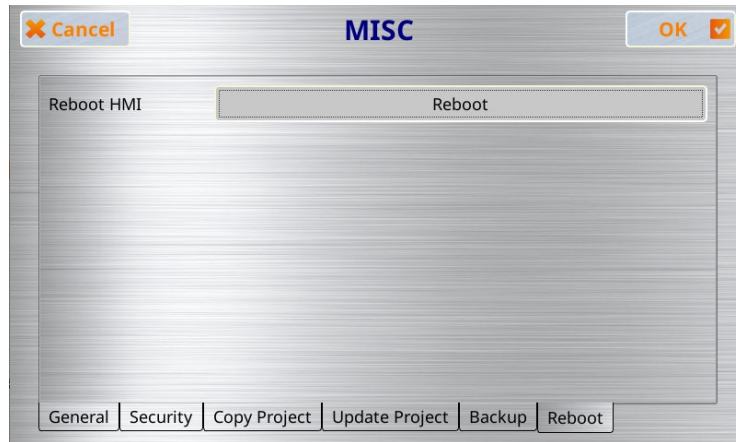 Cancel MISC OK
Reboot HMI Reboot
General Security Copy Project Update Project Backup Reboot